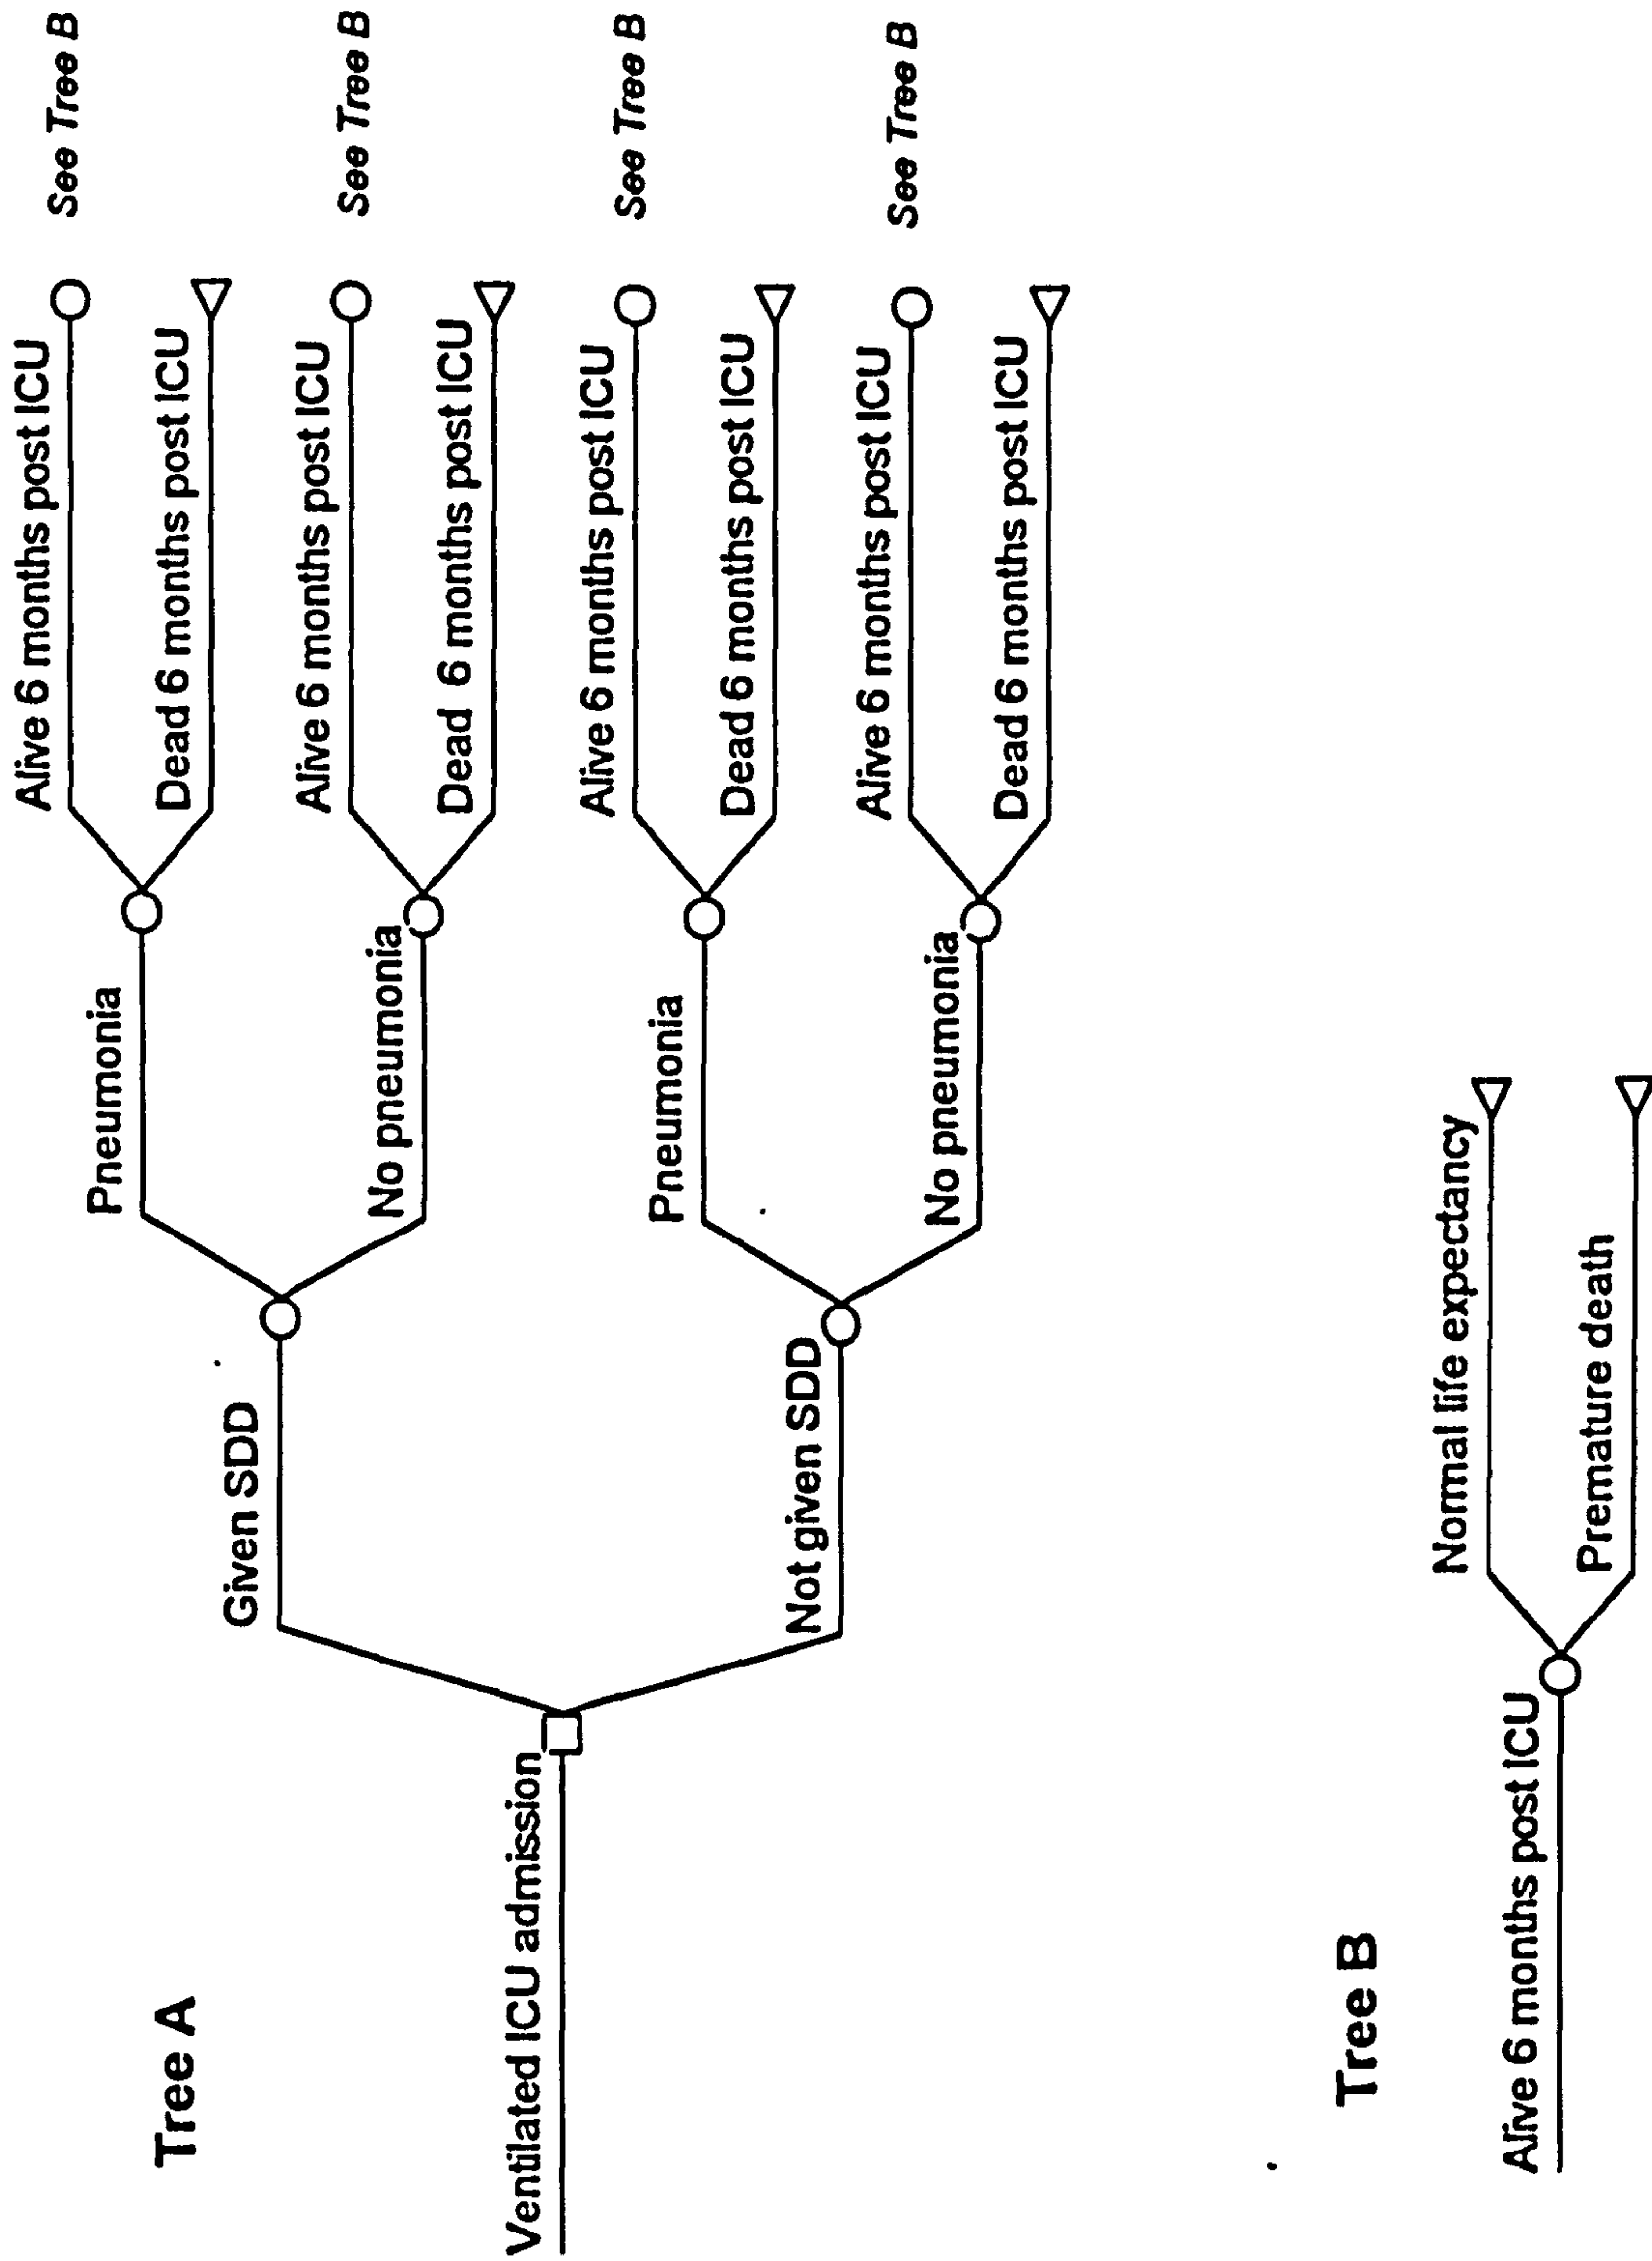 Tree A
Ventilated ICU admission
Given SDD
Pneumonia
Alive 6 months post ICU
See Tree B
Dead 6 months post ICU
No pneumonia
Alive 6 months post ICU
See Tree B
Dead 6 months post ICU
Not given SDD
Pneumonia
Alive 6 months post ICU
See Tree B
Dead 6 months post ICU
No pneumonia
Alive 6 months post ICU
See Tree B
Dead 6 months post ICU
Tree B
Alive 6 months post ICU
Normal life expectancy
Premature death